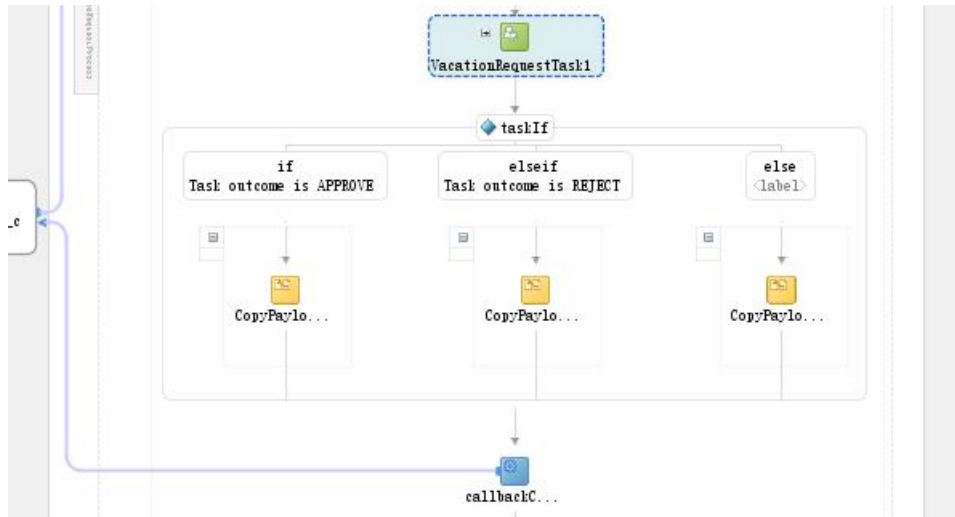 VacationRequestTask1
taskIf
if
Task outcome is APPROVE
elseif
Task outcome is REJECT
else
<label>
_c
CopyPaylo...
CopyPaylo...
CopyPaylo...
callbackC...